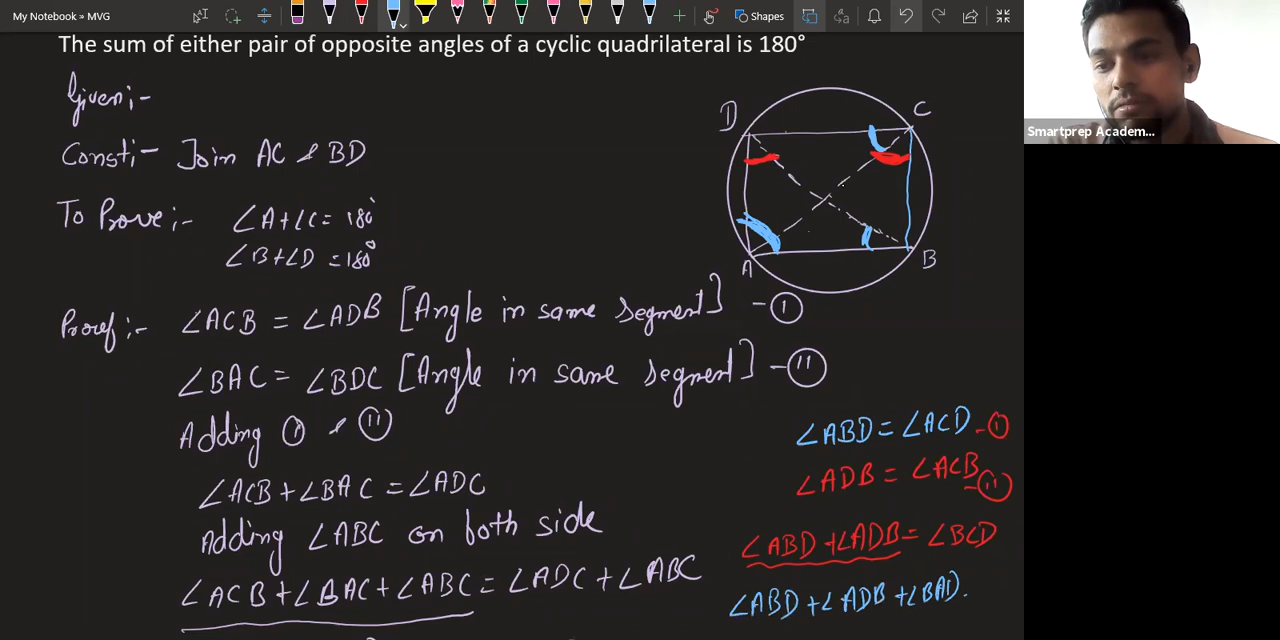 My Notebook » MVG
Shapes
The sum of either pair of opposite angles of a cyclic quadrilateral is 180°
Given:-
Const:- Join AC & BD
To Prove:- ∠A+∠C=180°
∠B+∠D=180°
Proof:- ∠ACB = ∠ADB [Angle in same segment] -(I)
∠BAC = ∠BDC [Angle in same segment] -(II)
Adding (I) & (II)
∠ACB+∠BAC=∠ADC
Adding ∠ABC on both side
∠ACB+∠BAC+∠ABC=∠ADC+∠ABC
D
C
A
B
∠ABD=∠ACD-(I)
∠ADB=∠ACB-(II)
∠ABD+∠ADB=∠BCD
∠ABD+∠ADB+∠BAD.
Smartprep Academ...